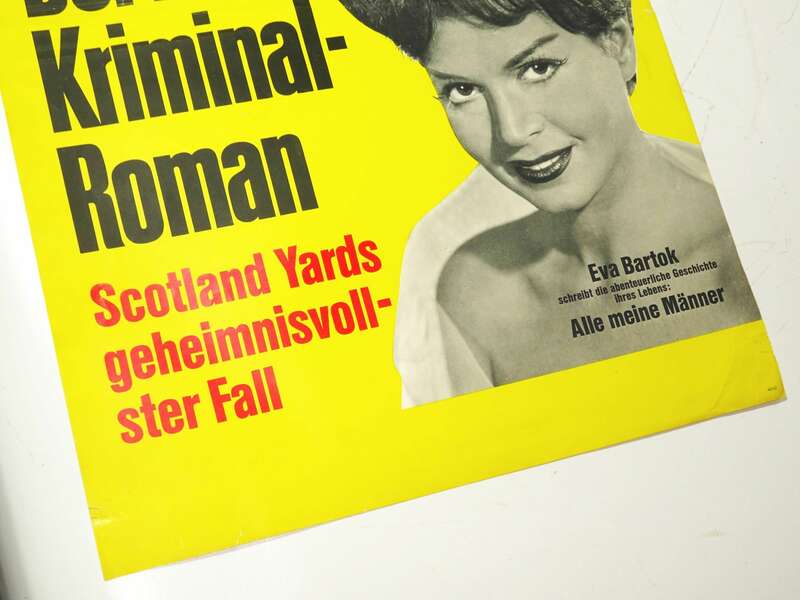 Kriminal-
Roman
Scotland Yards
geheimnisvoll-
ster Fall
Eva Bartok
schreibt die abenteuerliche Geschichte
ihres Lebens:
Alle meine Männer